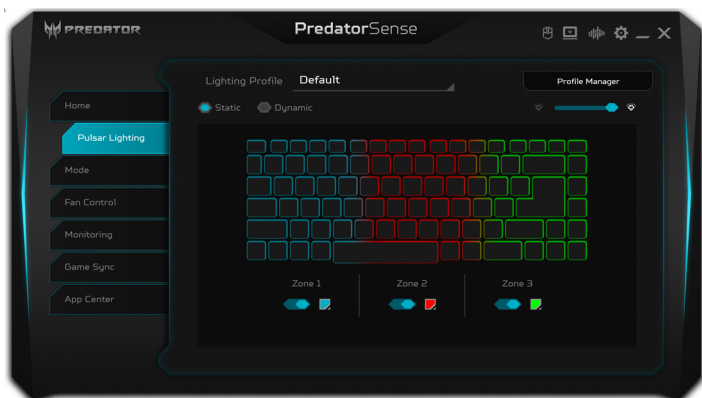 PREDATOR
PredatorSense
Lighting Profile Default
Profile Manager
Static Dynamic
Home
Pulsar Lighting
Mode
Fan Control
Monitoring
Game Sync
App Center
Zone 1 Zone 2 Zone 3